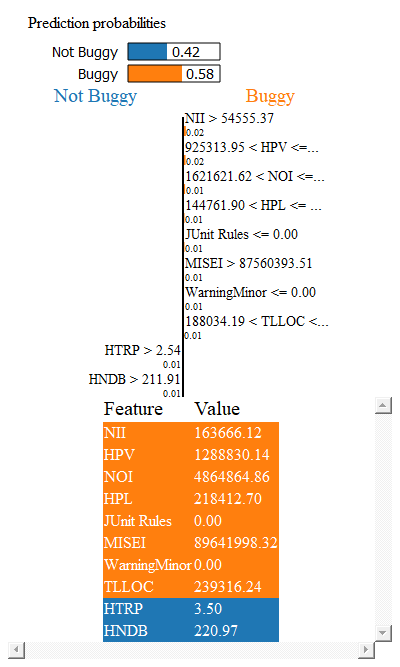 Prediction probabilities
Not Buggy 0.42
Buggy 0.58
Not Buggy Buggy
NII > 54555.37
0.02
925313.95 < HPV <=...
0.02
1621621.62 < NOI <=...
0.01
144761.90 < HPL <= ...
0.01
JUnit Rules <= 0.00
0.01
MISEI > 87560393.51
0.01
WarningMinor <= 0.00
0.01
188034.19 < TLLOC <...
0.01
HTRP > 2.54
0.01
HNDB > 211.91
0.01
Feature Value
NII 163666.12
HPV 1288830.14
NOI 4864864.86
HPL 218412.70
JUnit Rules 0.00
MISEI 89641998.32
WarningMinor 0.00
TLLOC 239316.24
HTRP 3.50
HNDB 220.97